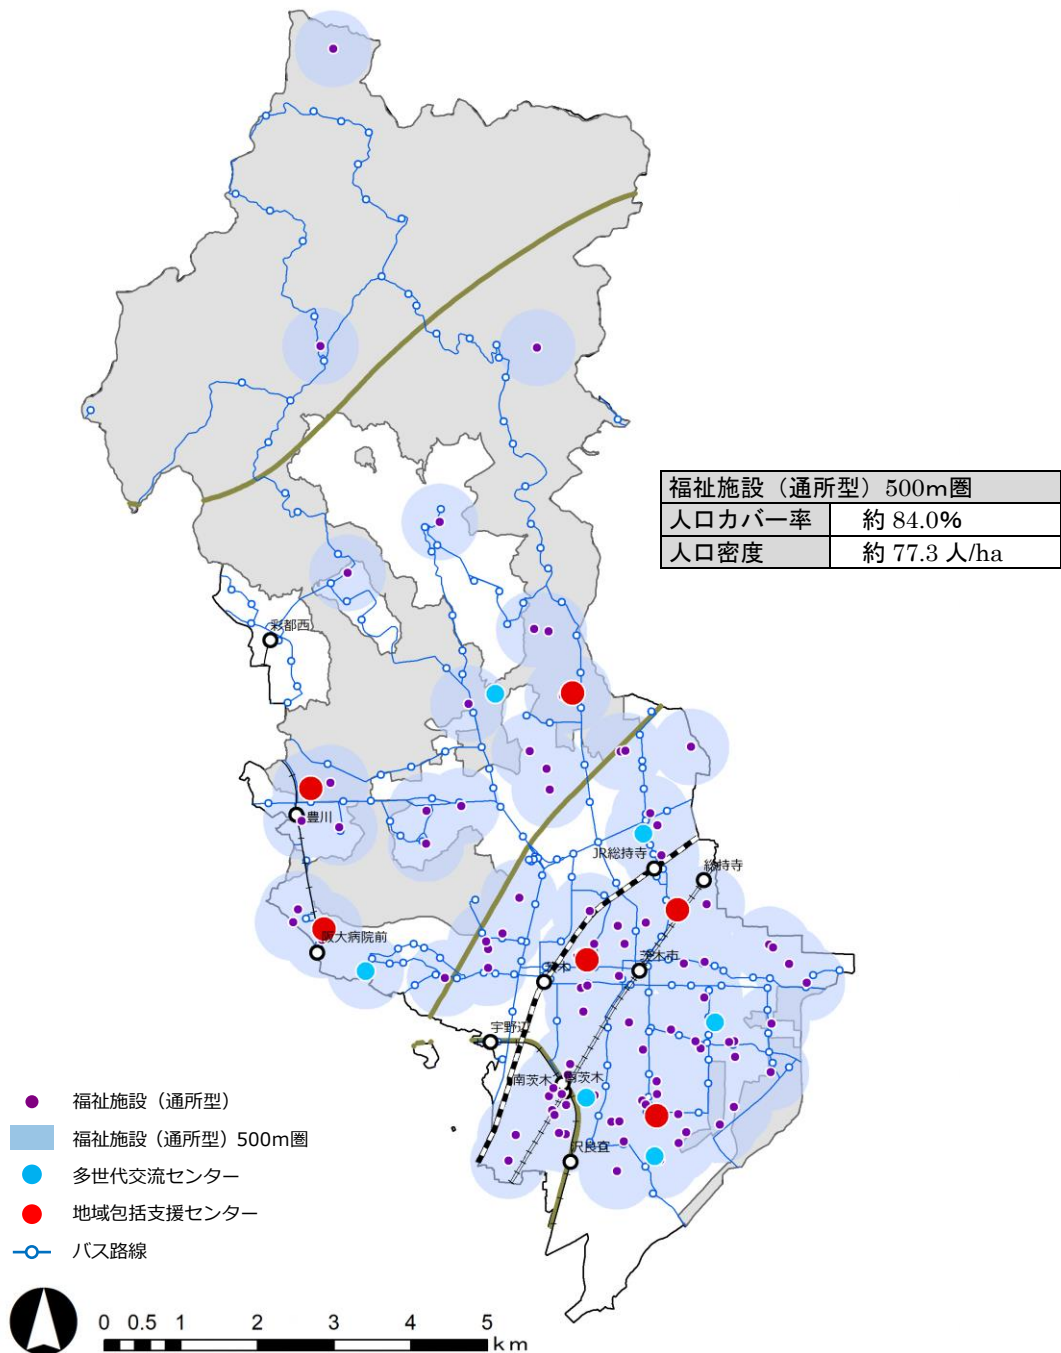 福祉施設（通所型）500m圏
人口カバー率 約 84.0%
人口密度 約 77.3 人/ha
彩都西
豊川
JR総持寺
総持寺
阪大病院前
茨木市
茨木
宇野辺
南茨木
南茨木
沢良宜
福祉施設（通所型）
福祉施設（通所型）500m圏
多世代交流センター
地域包括支援センター
バス路線
0 0.5 1 2 3 4 5
km